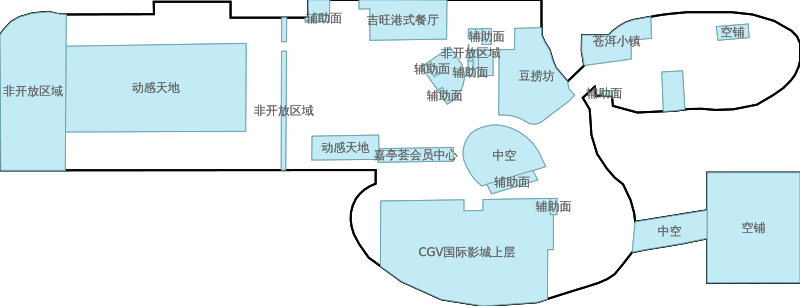 辅助面
吉旺港式餐厅
辅助面
非开放区域
苍洱小镇
空铺
辅助面
辅助面
豆捞坊
非开放区域
动感天地
辅助面
辅助面
非开放区域
动感天地
嘉亭荟会员中心
中空
辅助面
辅助面
中空
空铺
CGV国际影城上层